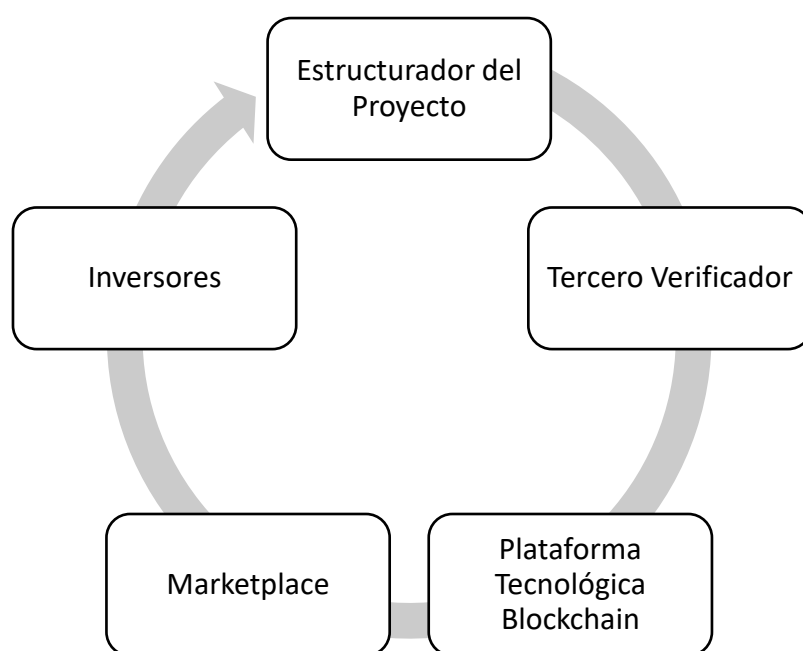 Estructurador del
Proyecto
Inversores
Tercero Verificador
Marketplace
Plataforma
Tecnológica
Blockchain